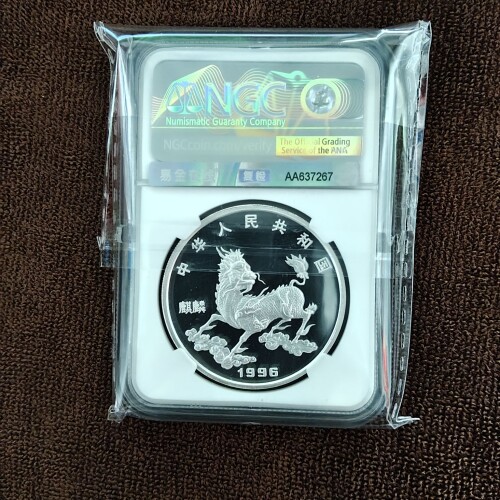 NGC
Numismatic Guaranty Company
The Official Grading
Service of the ANA
AA637267
中华人民共和国
麒麟
1996